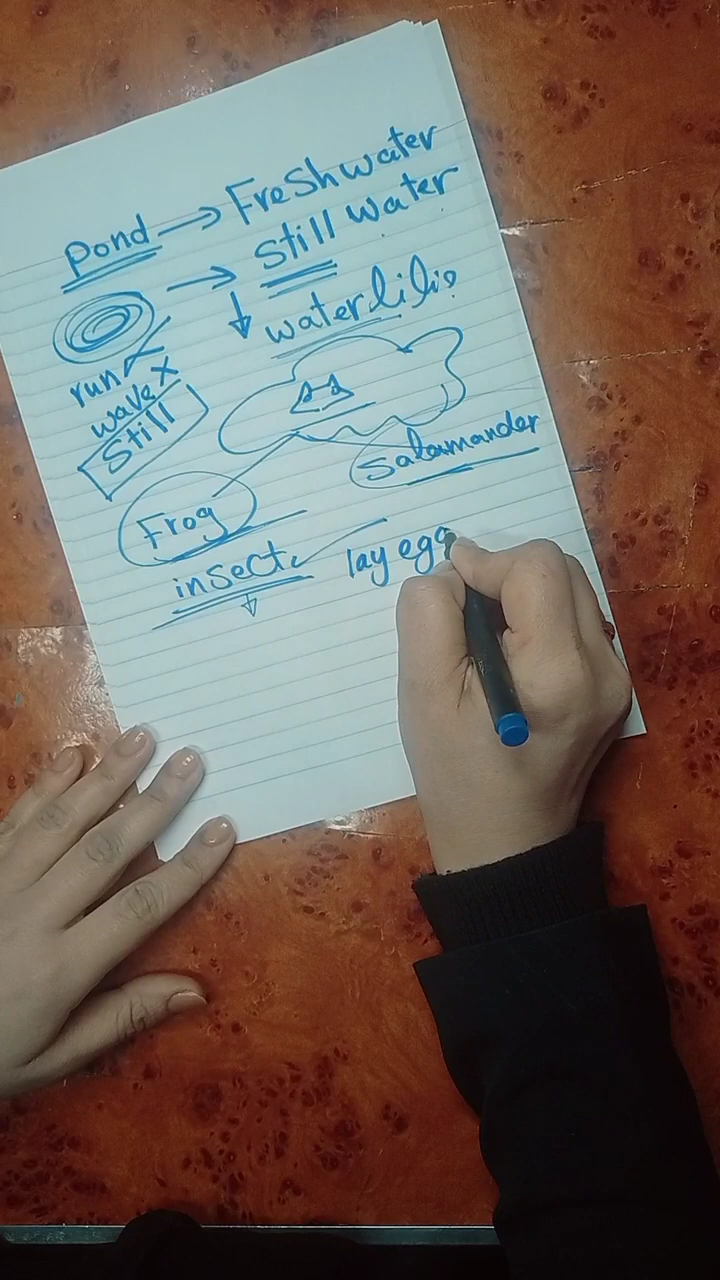 Pond → Freshwater
→ Still water
↓ waterlilis
run X
wave X
Still
Salamander
Frog
insect
lay egg